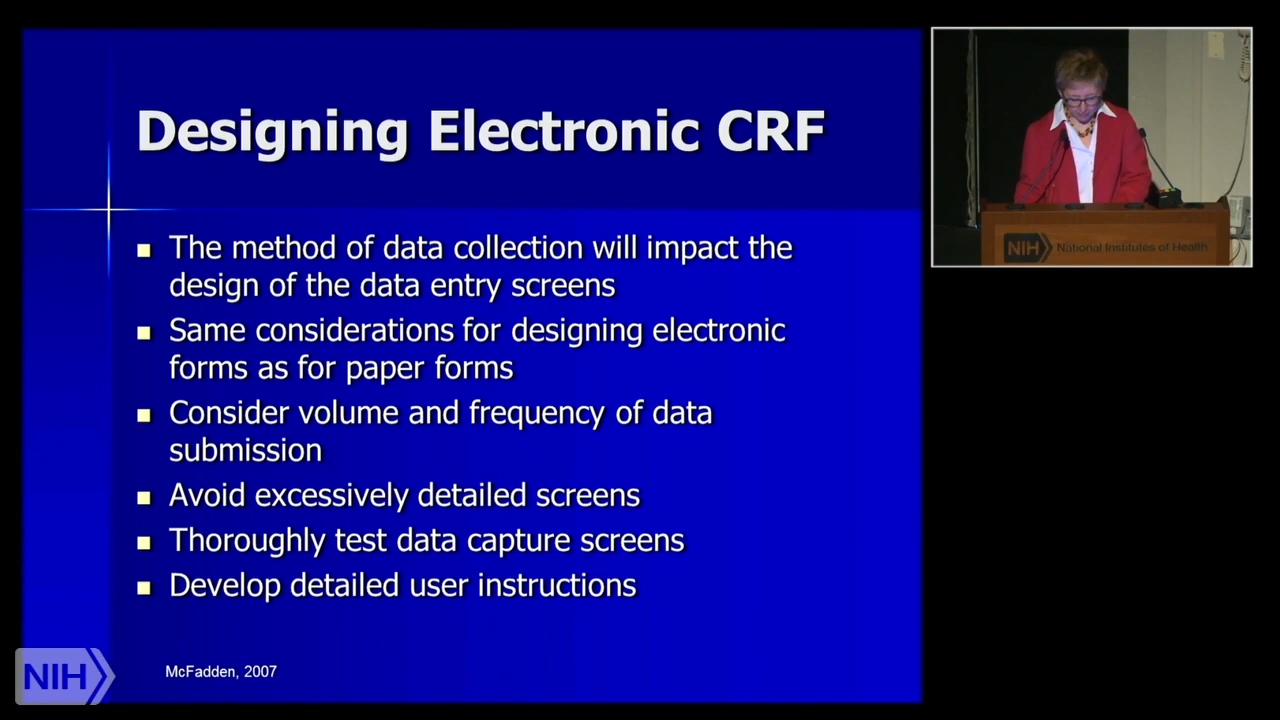 Designing Electronic CRF
The method of data collection will impact the
design of the data entry screens
Same considerations for designing electronic
forms as for paper forms
Consider volume and frequency of data
submission
Avoid excessively detailed screens
Thoroughly test data capture screens
Develop detailed user instructions
McFadden, 2007
NIH
NIH National Institutes of Health